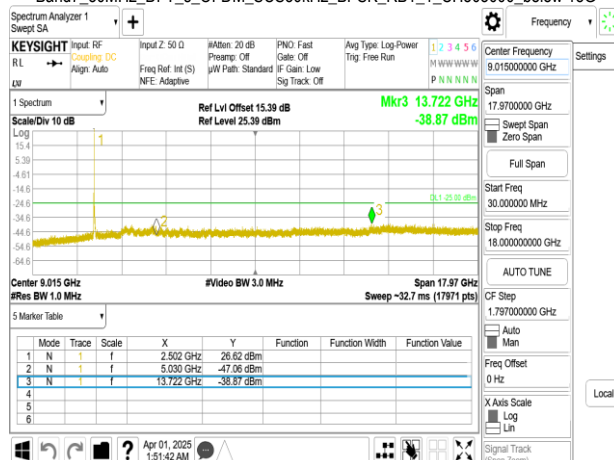 Spectrum Analyzer 1
Swept SA
Frequency
Settings
KEYSIGHT Input: RF
RL Coupling: DC
Align: Auto
Input Z: 50 Ω
Freq Ref: Int (S)
NFE: Adaptive
#Atten: 20 dB
Preamp: Off
µW Path: Standard
PNO: Fast
Gate: Off
IF Gain: Low
Sig Track: Off
Avg Type: Log-Power
Trig: Free Run
1 2 3 4 5 6
M W W W W W
P N N N N N
1 Spectrum
Scale/Div 10 dB
Ref Lvl Offset 15.39 dB
Ref Level 25.39 dBm
Mkr3 13.722 GHz
-38.87 dBm
Log
15.4
5.39
-4.61
-14.6
-24.6
-34.6
-44.6
-54.6
-64.6
1
2
3
DL1 -25.00 dBm
Center 9.015 GHz #Video BW 3.0 MHz Span 17.97 GHz
#Res BW 1.0 MHz Sweep ~32.7 ms (17971 pts)
5 Marker Table
Mode Trace Scale X Y Function Function Width Function Value
1 N 1 f 2.502 GHz 26.62 dBm
2 N 1 f 5.030 GHz -47.06 dBm
3 N 1 f 13.722 GHz -38.87 dBm
4
5
6
Center Frequency
9.015000000 GHz
Span
17.9700000 GHz
Swept Span
Zero Span
Full Span
Start Freq
30.000000 MHz
Stop Freq
18.000000000 GHz
AUTO TUNE
CF Step
1.797000000 GHz
Auto
Man
Freq Offset
0 Hz
X Axis Scale
Log
Lin
Signal Track
Local
? Apr 01, 2025
1:51:42 AM